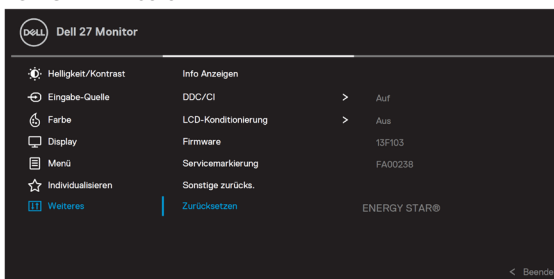 DELL Dell 27 Monitor
Helligkeit/Kontrast Info Anzeigen
Eingabe-Quelle DDC/CI > Auf
Farbe LCD-Konditionierung > Aus
Display Firmware 13F103
Menü Servicemarkierung FA00238
Individualisieren Sonstige zurücks.
Weiteres Zurücksetzen ENERGY STAR®
< Beende